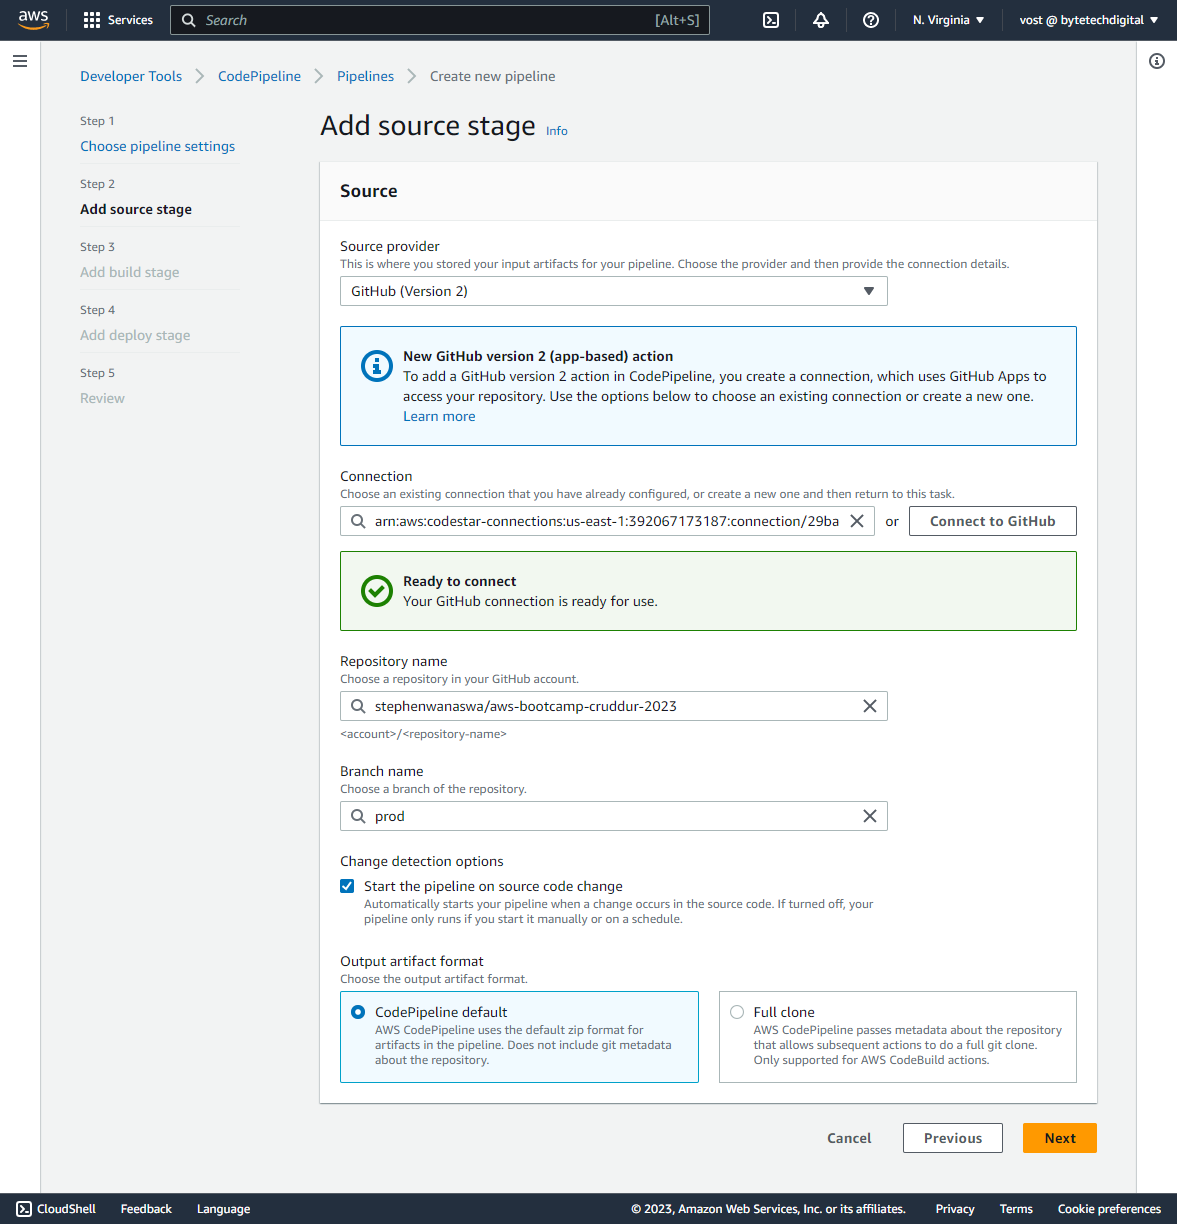 aws
Services
Search
[Alt+S]
N. Virginia
vost @ bytetechdigital
Developer Tools
CodePipeline
Pipelines
Create new pipeline
Step 1
Choose pipeline settings
Step 2
Add source stage
Step 3
Add build stage
Step 4
Add deploy stage
Step 5
Review
Add source stage Info
Source
Source provider
This is where you stored your input artifacts for your pipeline. Choose the provider and then provide the connection details.
GitHub (Version 2)
New GitHub version 2 (app-based) action
To add a GitHub version 2 action in CodePipeline, you create a connection, which uses GitHub Apps to
access your repository. Use the options below to choose an existing connection or create a new one.
Learn more
Connection
Choose an existing connection that you have already configured, or create a new one and then return to this task.
arn:aws:codestar-connections:us-east-1:392067173187:connection/29ba
or
Connect to GitHub
Ready to connect
Your GitHub connection is ready for use.
Repository name
Choose a repository in your GitHub account.
stephenwanaswa/aws-bootcamp-cruddur-2023
<account>/<repository-name>
Branch name
Choose a branch of the repository.
prod
Change detection options
Start the pipeline on source code change
Automatically starts your pipeline when a change occurs in the source code. If turned off, your
pipeline only runs if you start it manually or on a schedule.
Output artifact format
Choose the output artifact format.
CodePipeline default
AWS CodePipeline uses the default zip format for
artifacts in the pipeline. Does not include git metadata
about the repository.
Full clone
AWS CodePipeline passes metadata about the repository
that allows subsequent actions to do a full git clone.
Only supported for AWS CodeBuild actions.
Cancel
Previous
Next
CloudShell
Feedback
Language
© 2023, Amazon Web Services, Inc. or its affiliates.
Privacy
Terms
Cookie preferences